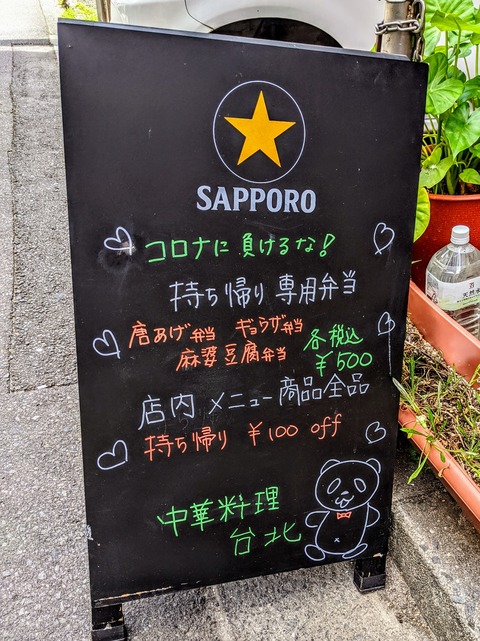 SAPPORO
コロナに負けるな!
持ち帰り専用弁当
唐あげ弁当 ギョウザ弁当
麻婆豆腐弁当
各税込
¥500
店内メニュー商品全品
持ち帰り ¥100 off
中華料理
台北
天然水